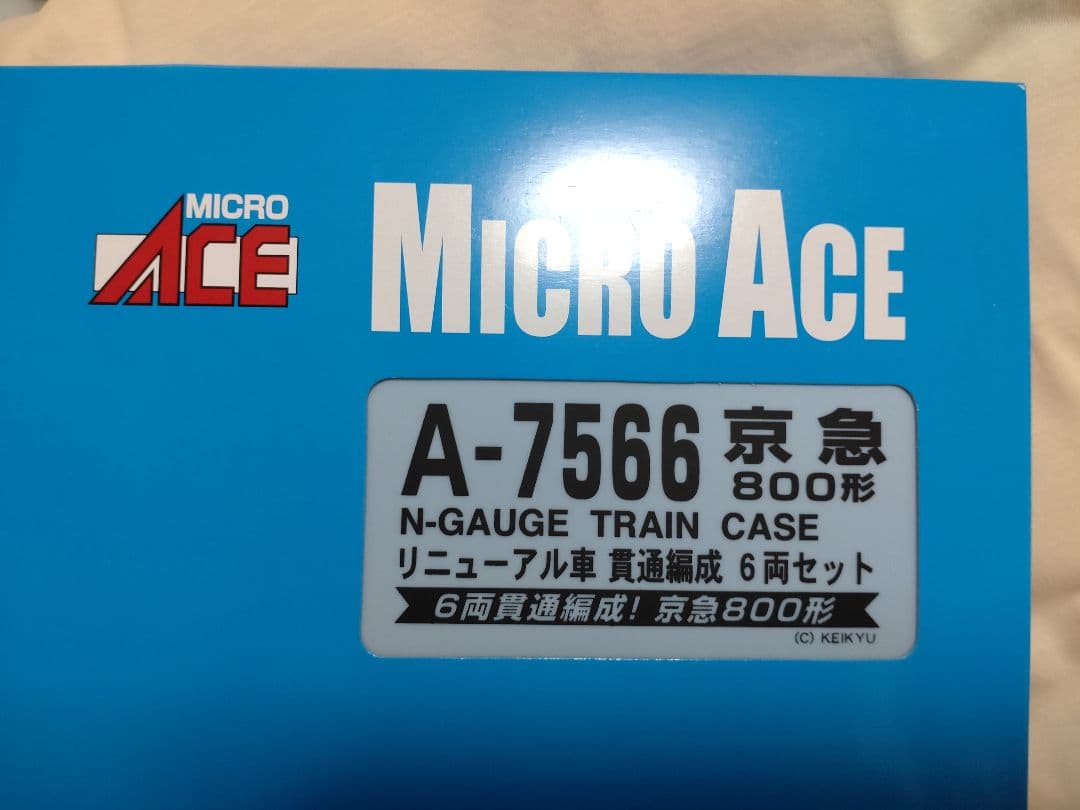 MICRO
ACE
MICRO ACE
A-7566 京急
800形
N-GAUGE TRAIN CASE
リニューアル車 貫通編成 6両セット
6両貫通編成! 京急800形
(C) KEIKYU